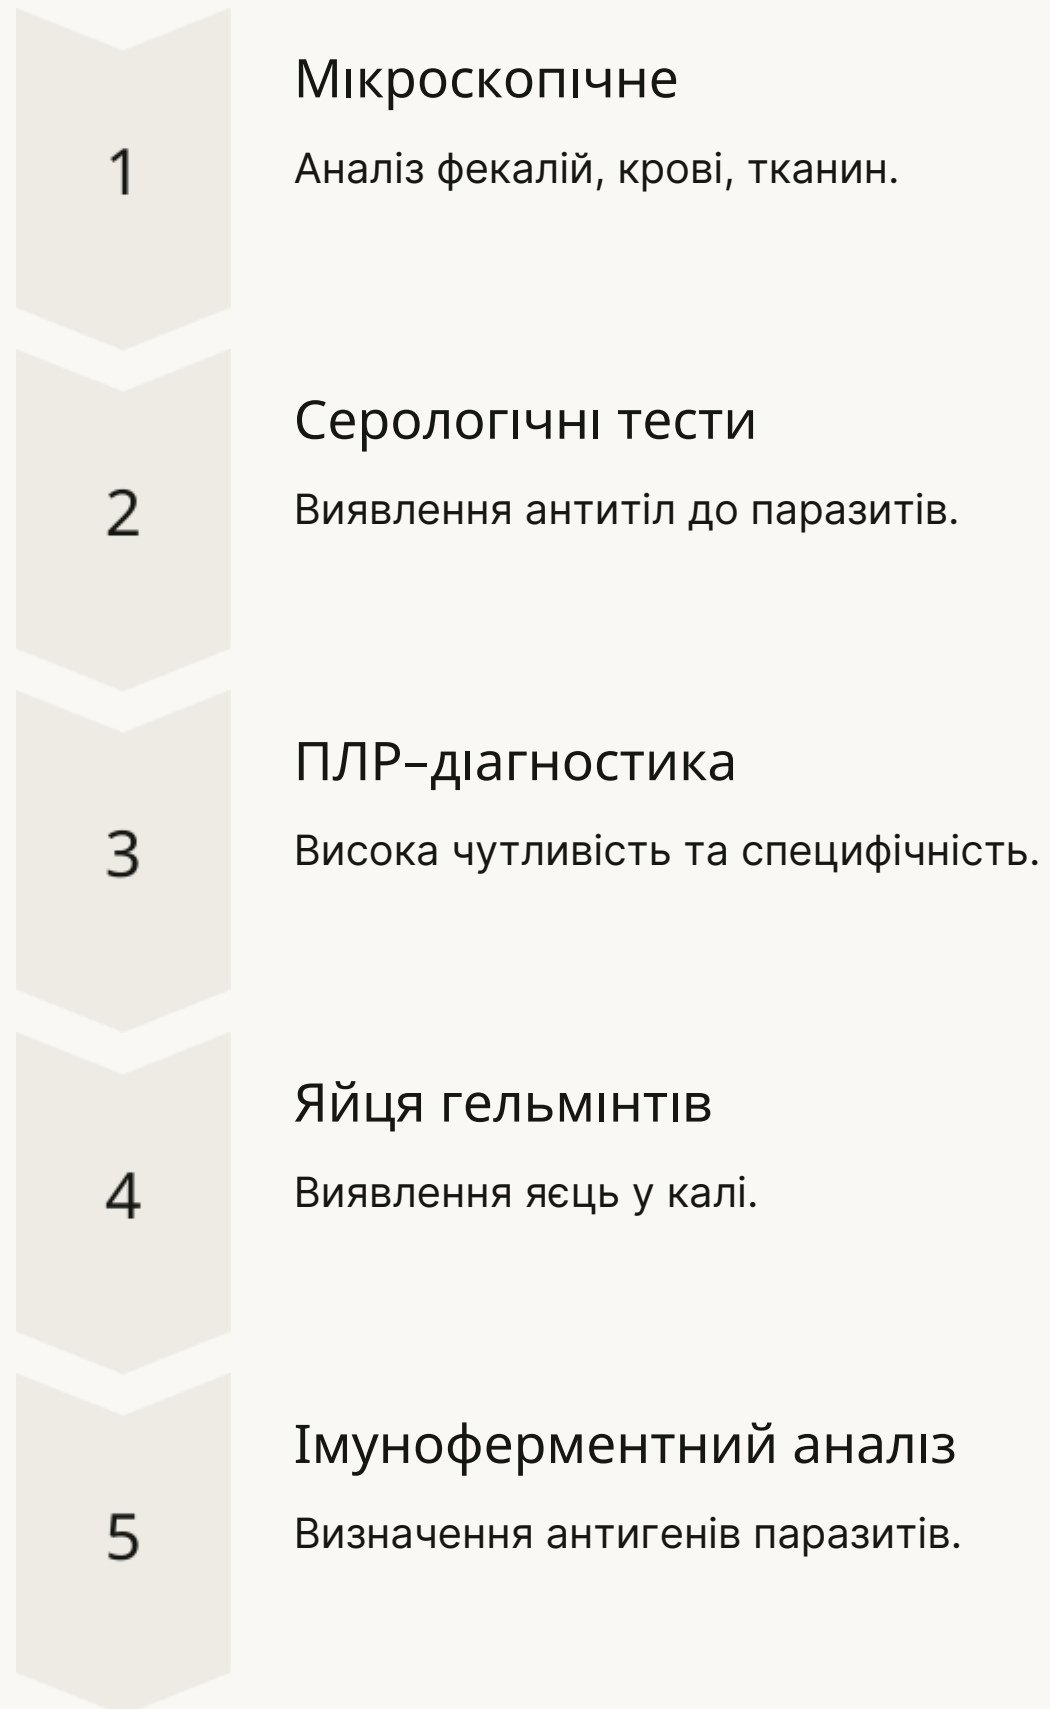 1
Мікроскопічне
Аналіз фекалій, крові, тканин.
2
Серологічні тести
Виявлення антитіл до паразитів.
3
ПЛР–діагностика
Висока чутливість та специфічність.
4
Яйця гельмінтів
Виявлення яєць у калі.
5
Імуноферментний аналіз
Визначення антигенів паразитів.